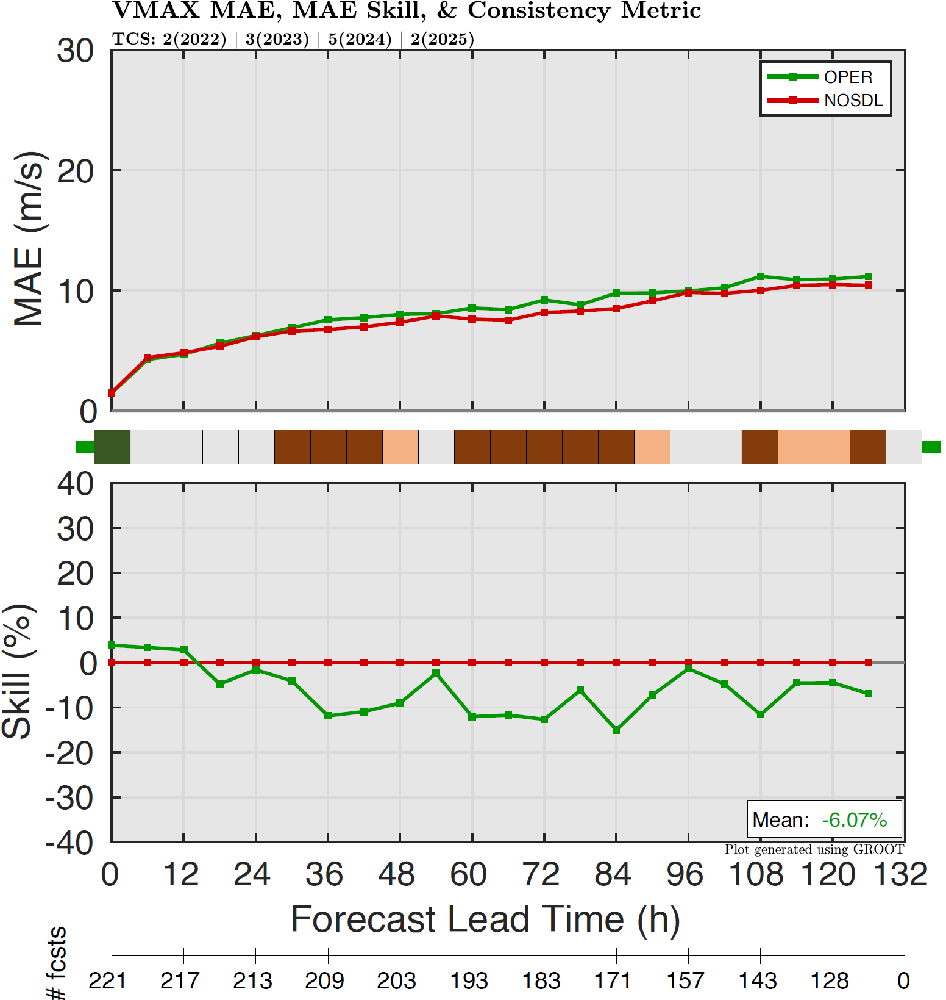 VMAX MAE, MAE Skill, & Consistency Metric
TCS: 2(2022) | 3(2023) | 5(2024) | 2(2025)
30
20
10
0
MAE (m/s)
OPER
NOSDL
40
30
20
10
0
-10
-20
-30
-40
Skill (%)
Mean: -6.07%
Plot generated using GROOT
0 12 24 36 48 60 72 84 96 108 120 132
Forecast Lead Time (h)
# fcsts
221 217 213 209 203 193 183 171 157 143 128 0